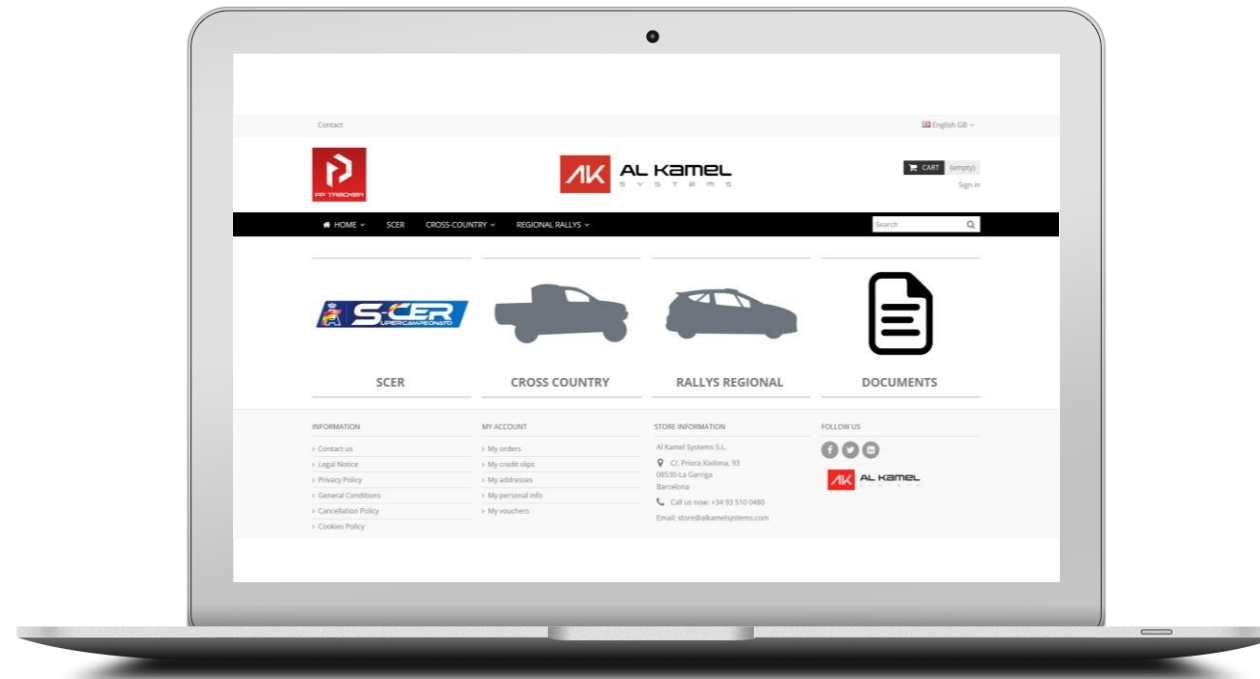 Contact
English GB
PP TRACKER
AK AL KAMEL
SYSTEMS
CART (empty)
Sign in
HOME SCER CROSS-COUNTRY REGIONAL RALLYS
Search
S-CER
SUPERCAMPEONATO
SCER
CROSS COUNTRY
RALLYS REGIONAL
DOCUMENTS
INFORMATION
> Contact us
> Legal Notice
> Privacy Policy
> General Conditions
> Cancellation Policy
> Cookies Policy
MY ACCOUNT
> My orders
> My credit slips
> My addresses
> My personal info
> My vouchers
STORE INFORMATION
Al Kamel Systems S.L.
C/. Priora Xixilona, 93
08530-La Garriga
Barcelona
Call us now: +34 93 510 0480
Email: store@alkamelsystems.com
FOLLOW US
AK AL KAMEL